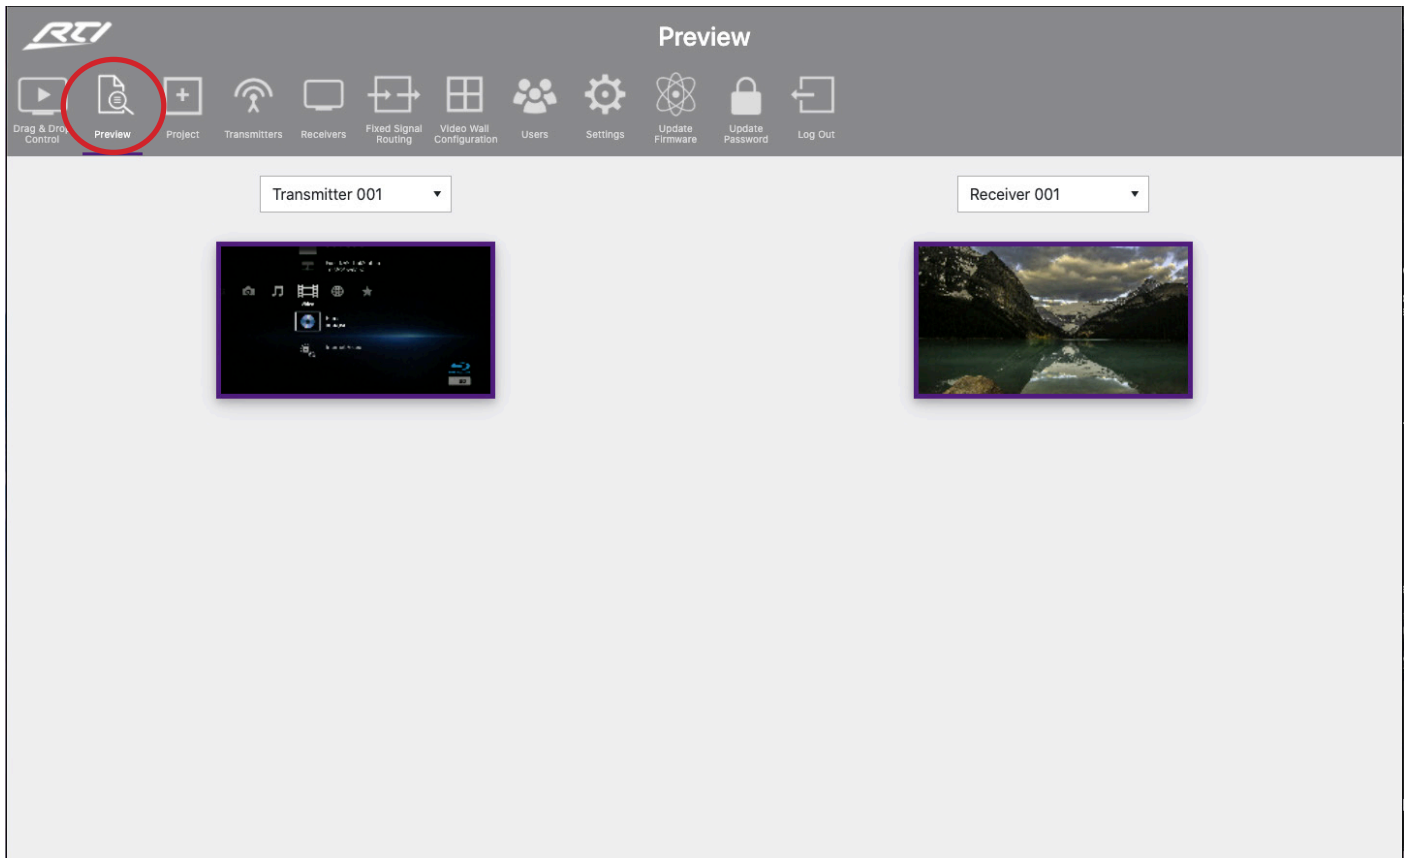 RTI
Preview
Drag & Drop
Control
Preview
Project
Transmitters
Receivers
Fixed Signal
Routing
Video Wall
Configuration
Users
Settings
Update
Firmware
Update
Password
Log Out
Transmitter 001
Receiver 001